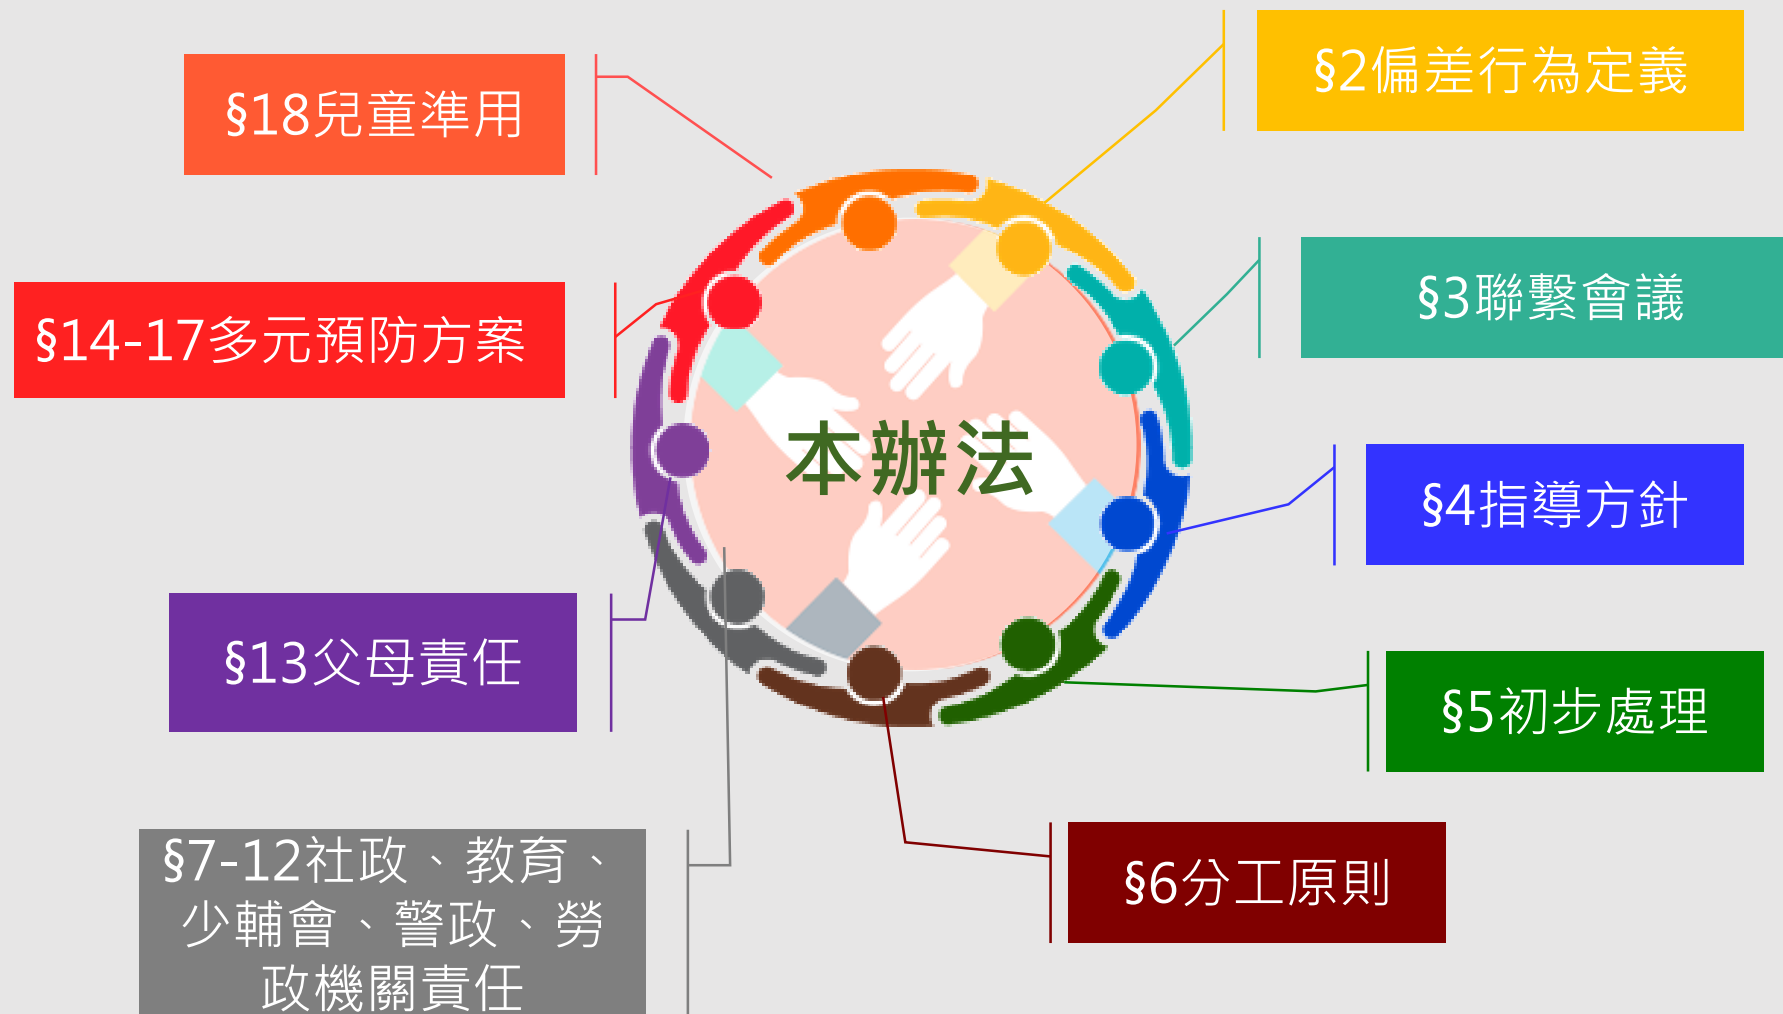 §2偏差行為定義
§18兒童準用
§3聯繫會議
§14-17多元預防方案
本辦法
§4指導方針
§13父母責任
§5初步處理
§7-12社政、教育、
少輔會、警政、勞
政機關責任
§6分工原則